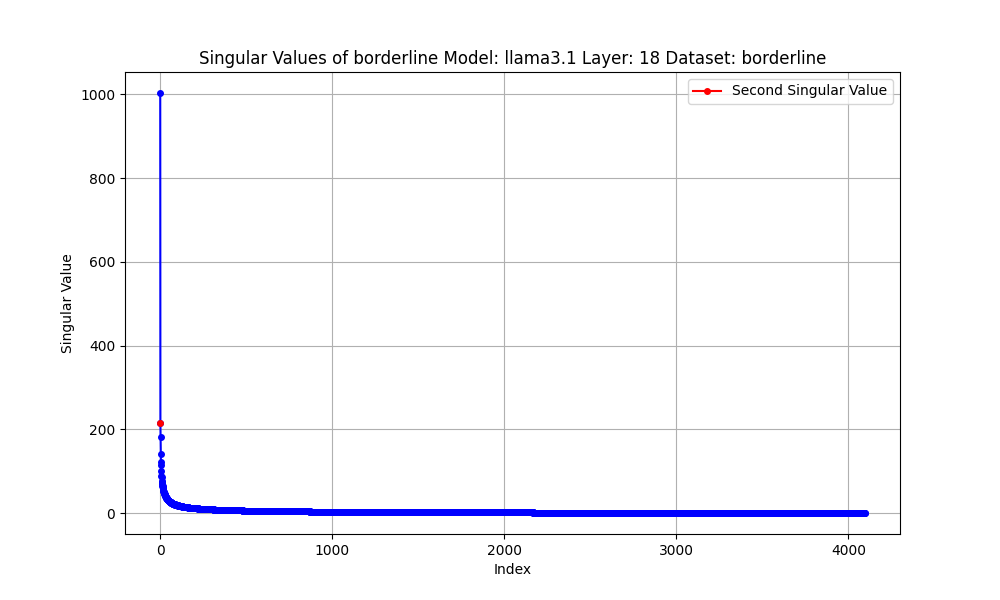 Singular Values of borderline Model: llama3.1 Layer: 18 Dataset: borderline
Second Singular Value
1000
800
600
400
200
0
Singular Value
0 1000 2000 3000 4000
Index